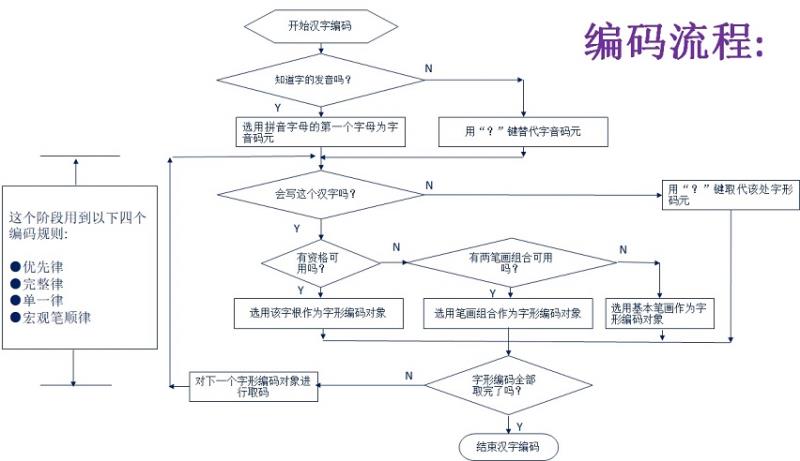 编码流程:
开始汉字编码
知道字的发音吗?
N
Y
选用拼音字母的第一个字母为字
音码元
用“?”键替代字音码元
会写这个汉字吗?
N
Y
用“?”键取代该处字形
码元
这个阶段用到以下四个
编码规则:
●优先律
●完整律
●单一律
●宏观笔顺律
有资格可
用吗?
N
Y
有两笔画组合可用
吗?
N
Y
选用该字根作为字形编码对象
选用笔画组合作为字形编码对象
选用基本笔画作为字
形编码对象
字形编码全部
取完了吗?
N
Y
对下一个字形编码对象进
行取码
结束汉字编码